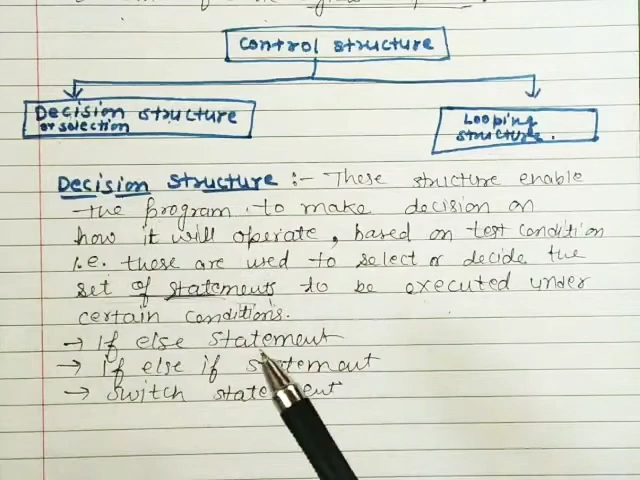 Control structure
Decision structure
or selection
Looping
structure.
Decision structure :- These structure enable
the program to make decision on
how it will operate, based on test condition
i.e. these are used to select or decide the
set of statements to be executed under
certain conditions.
→ If else statement
→ if else if statement
→ switch statement